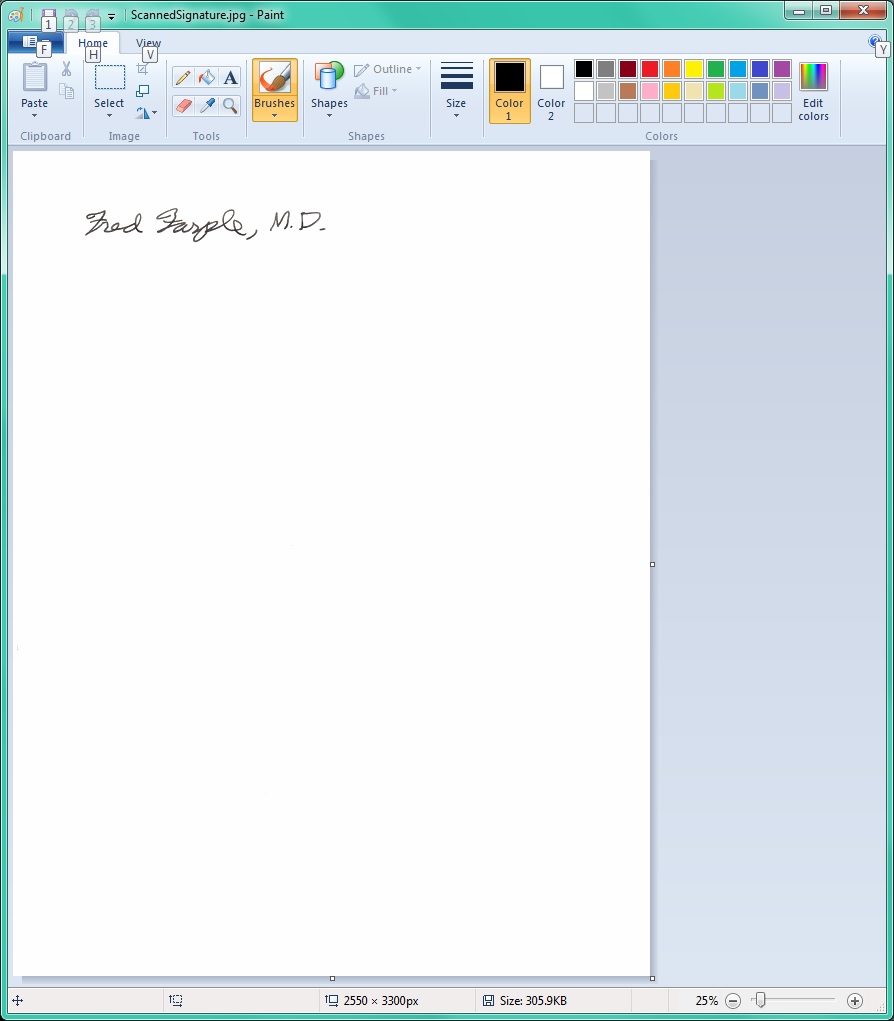 1 2 3 ScannedSignature.jpg - Paint
F Home H View V Y
Paste Select Brushes Shapes Outline Fill Size Color 1 Color 2 Edit colors
A
Clipboard Image Tools Shapes Colors
Fred Farple, M.D.
2550 × 3300px Size: 305.9KB 25%